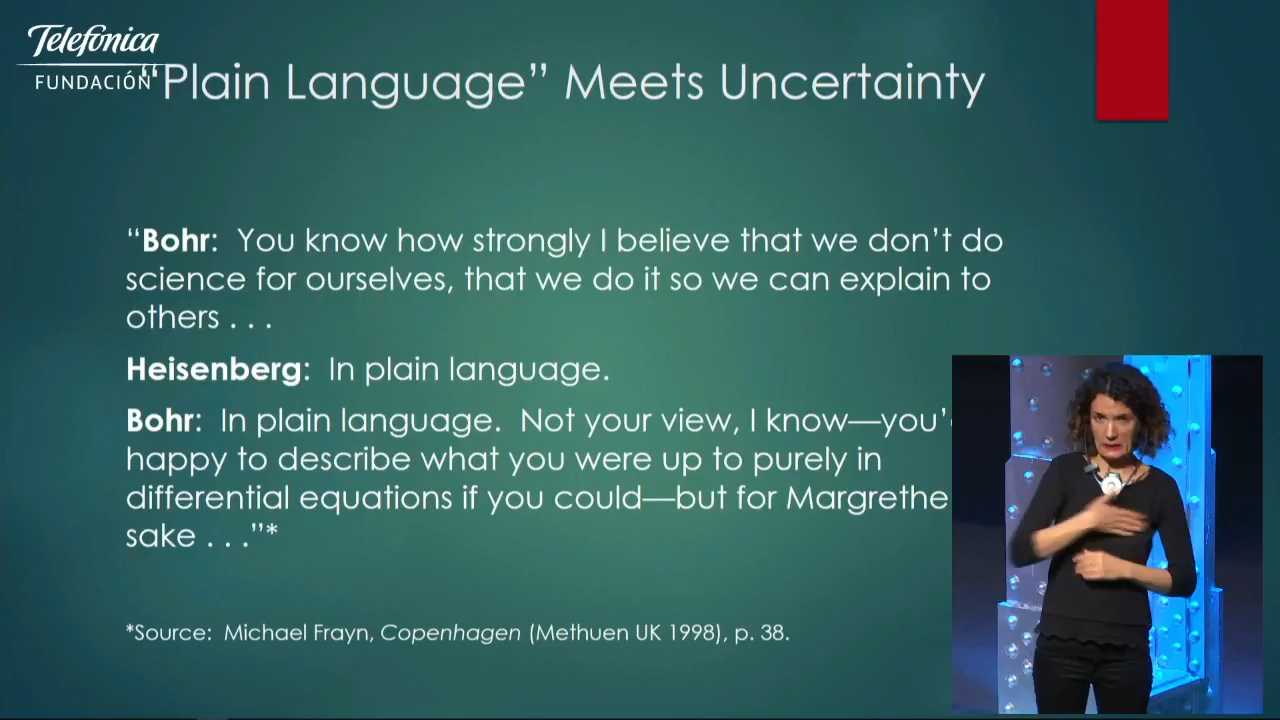 Telefónica
FUNDACIÓN
“Plain Language” Meets Uncertainty
“Bohr: You know how strongly I believe that we don’t do
science for ourselves, that we do it so we can explain to
others . . .
Heisenberg: In plain language.
Bohr: In plain language. Not your view, I know—you’
happy to describe what you were up to purely in
differential equations if you could—but for Margrethe
sake . . .”*
*Source: Michael Frayn, Copenhagen (Methuen UK 1998), p. 38.